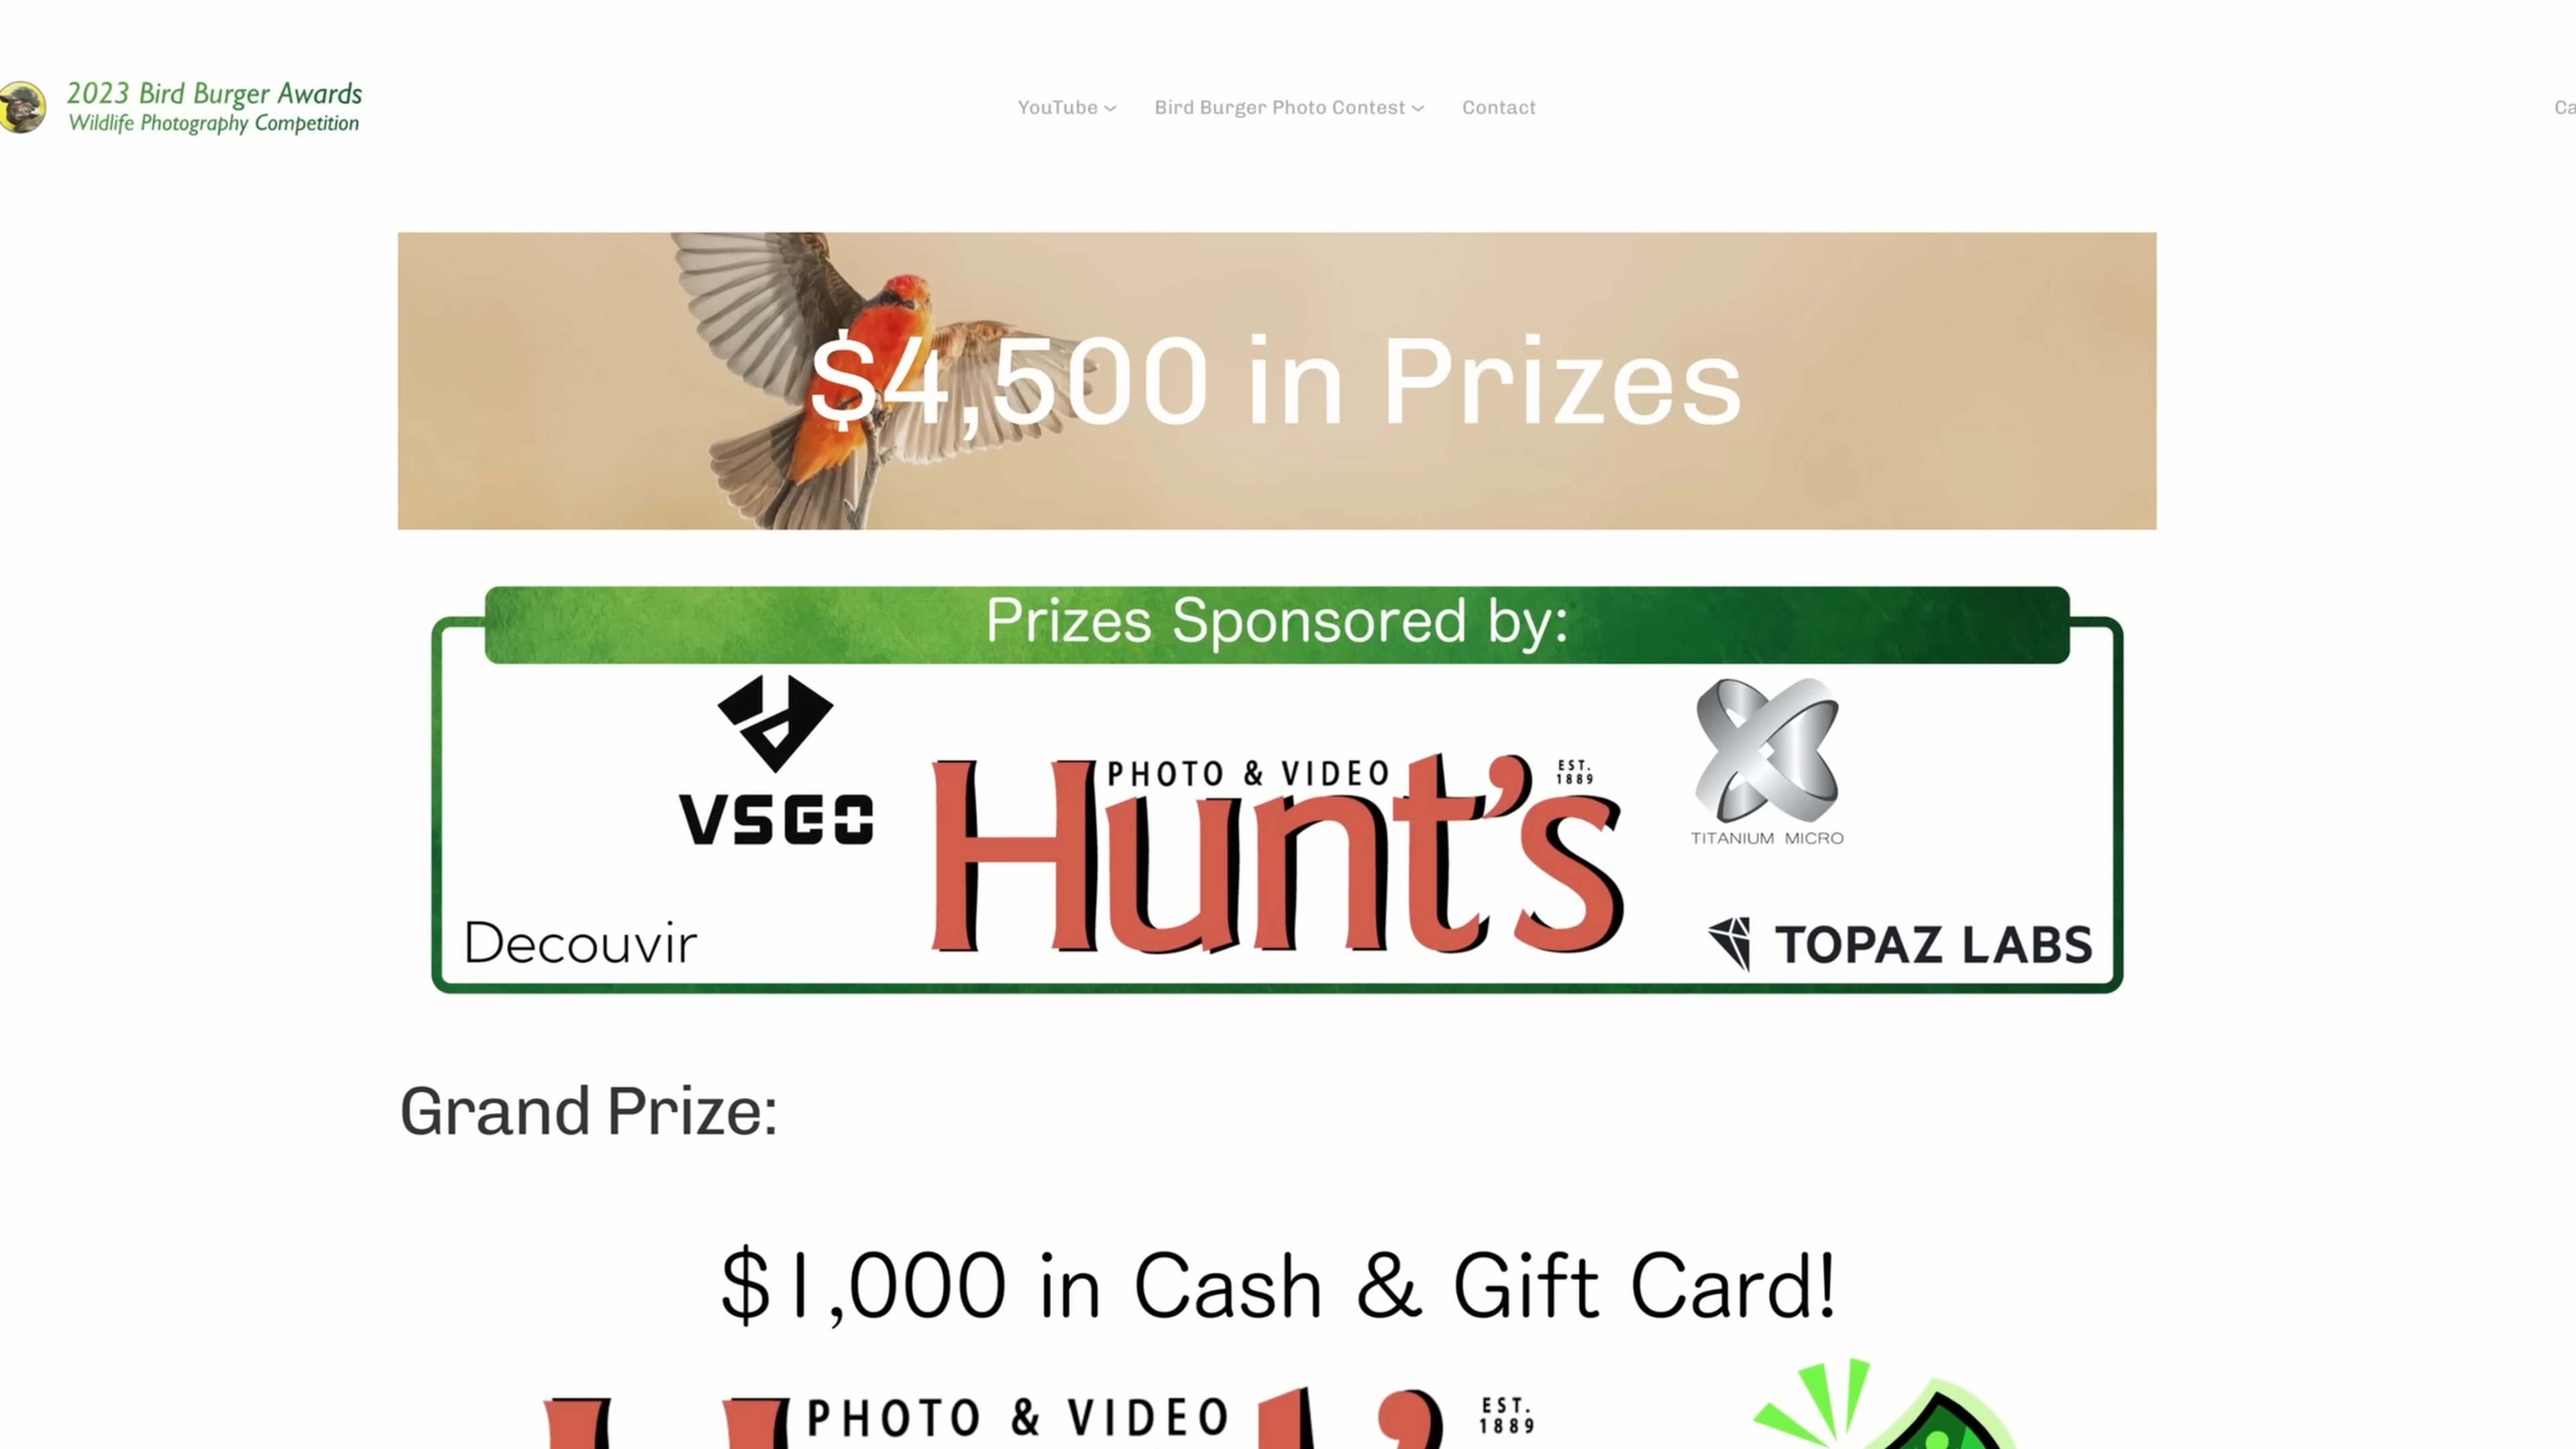 2023 Bird Burger Awards
Wildlife Photography Competition
YouTube
Bird Burger Photo Contest
Contact
Ca
$4,500 in Prizes
Prizes Sponsored by:
VSGO
PHOTO & VIDEO
EST.
1889
Hunt's
TITANIUM MICRO
Decouvir
TOPAZ LABS
Grand Prize:
$1,000 in Cash & Gift Card!
PHOTO & VIDEO
EST.
1889